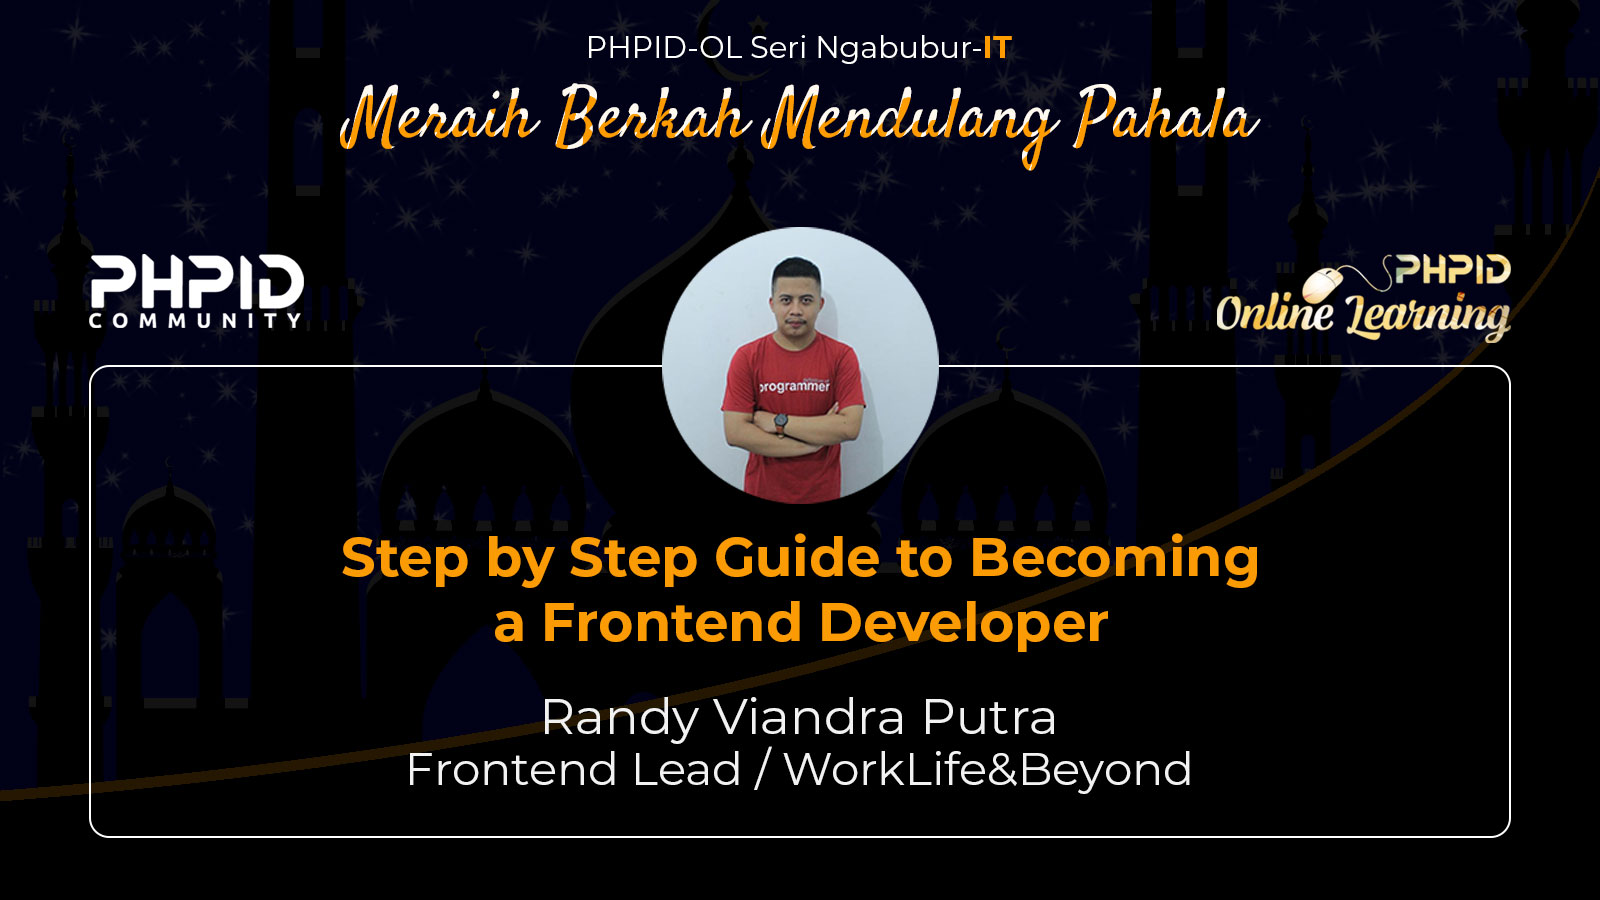 PHPID-OL Seri Ngabubur-IT
Meraih Berkah Mendulang Pahala
PHPID
COMMUNITY
PHPID
Online Learning
programmer
Step by Step Guide to Becoming
a Frontend Developer
Randy Viandra Putra
Frontend Lead / WorkLife&Beyond